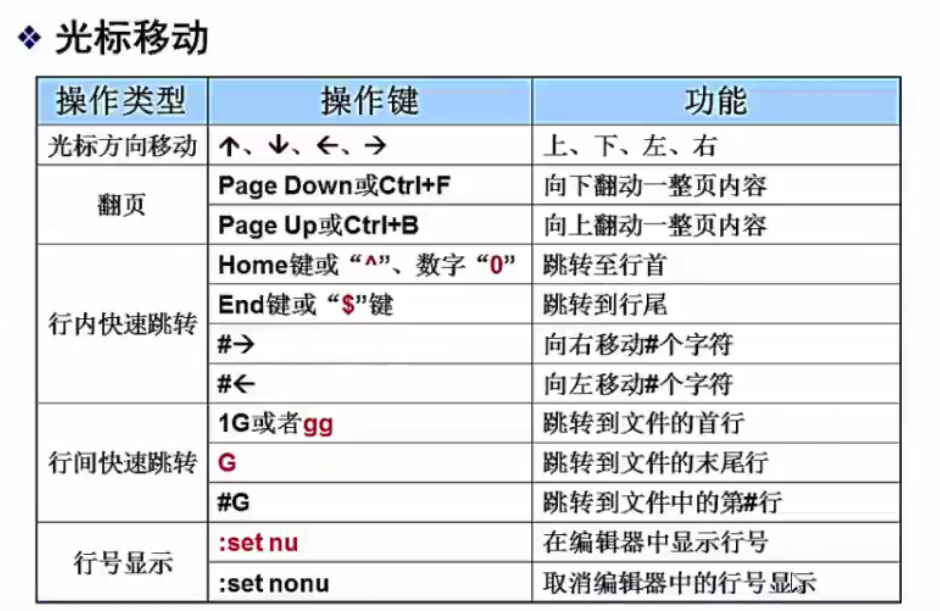 ❖ 光标移动
操作类型 操作键 功能
光标方向移动 ↑、↓、←、→ 上、下、左、右
翻页 Page Down或Ctrl+F 向下翻动一整页内容
Page Up或Ctrl+B 向上翻动一整页内容
行内快速跳转 Home键或“^”、数字“0” 跳转至行首
End键或“$”键 跳转到行尾
#→ 向右移动#个字符
#← 向左移动#个字符
行间快速跳转 1G或者gg 跳转到文件的首行
G 跳转到文件的末尾行
#G 跳转到文件中的第#行
行号显示 :set nu 在编辑器中显示行号
:set nonu 取消编辑器中的行号显示